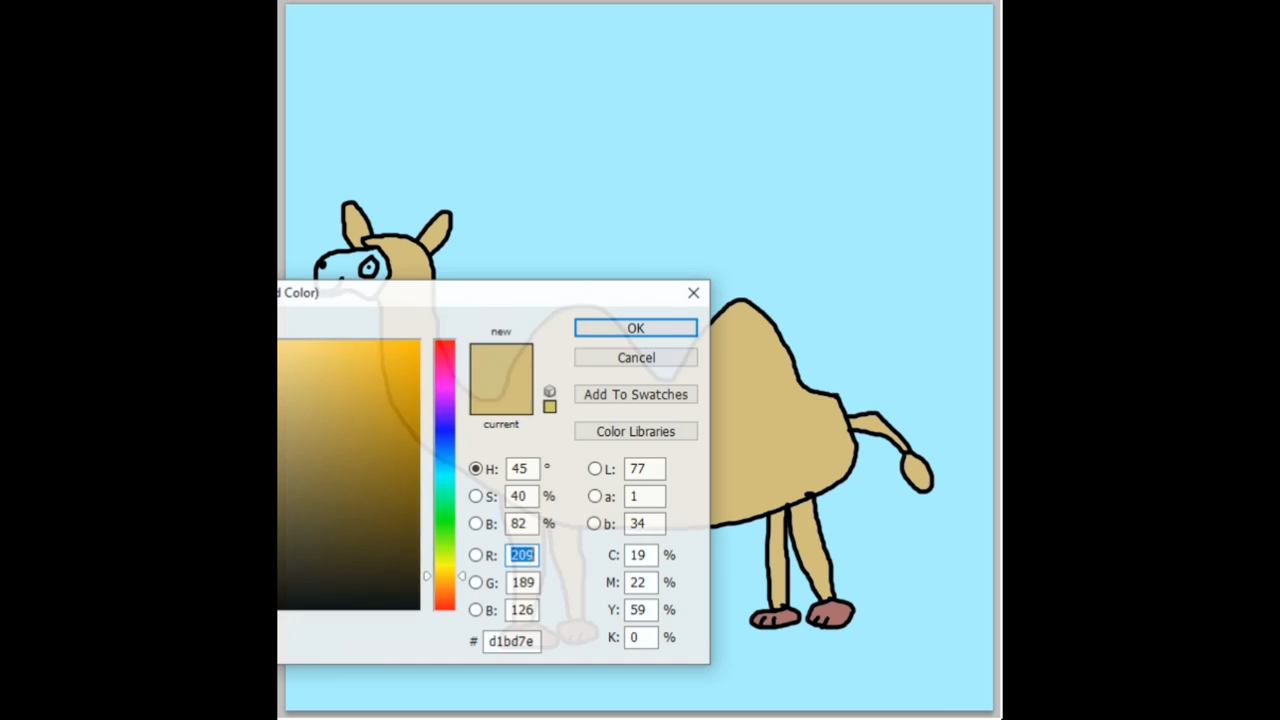 d Color)
new
OK
Cancel
Add To Swatches
current
Color Libraries
H: 45 ° L: 77
S: 40 % a: 1
B: 82 % b: 34
R: 209 C: 19 %
G: 189 M: 22 %
B: 126 Y: 59 %
# d1bd7e K: 0 %